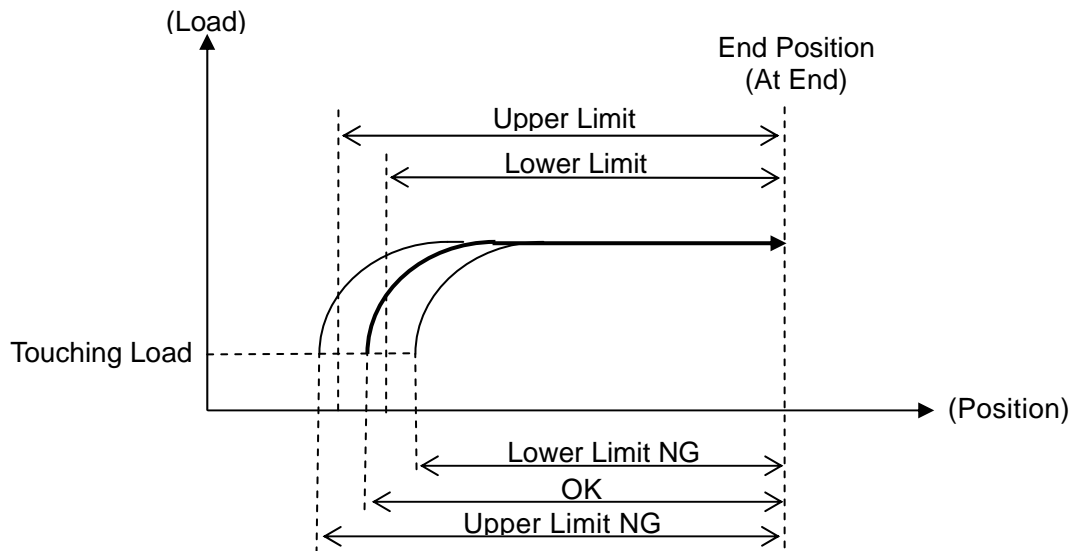 (Load)
End Position
(At End)
Upper Limit
Lower Limit
Touching Load
(Position)
Lower Limit NG
OK
Upper Limit NG